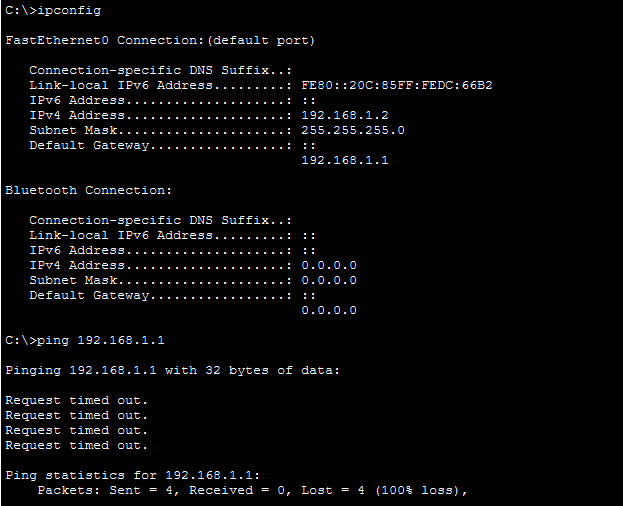 C:\>ipconfig
FastEthernet0 Connection:(default port)
Connection-specific DNS Suffix..:
Link-local IPv6 Address.........: FE80::20C:85FF:FEDC:66B2
IPv6 Address....................: ::
IPv4 Address....................: 192.168.1.2
Subnet Mask.....................: 255.255.255.0
Default Gateway.................: ::
192.168.1.1
Bluetooth Connection:
Connection-specific DNS Suffix..:
Link-local IPv6 Address.........: ::
IPv6 Address....................: ::
IPv4 Address....................: 0.0.0.0
Subnet Mask.....................: 0.0.0.0
Default Gateway.................: ::
0.0.0.0
C:\>ping 192.168.1.1
Pinging 192.168.1.1 with 32 bytes of data:
Request timed out.
Request timed out.
Request timed out.
Request timed out.
Ping statistics for 192.168.1.1:
Packets: Sent = 4, Received = 0, Lost = 4 (100% loss),